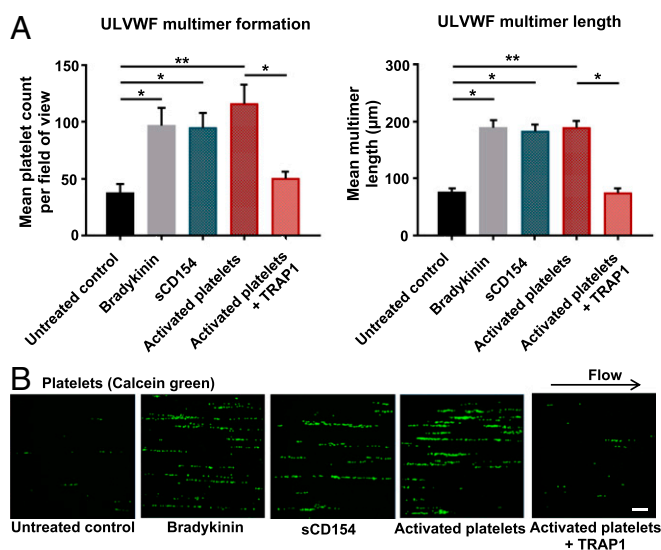 A
ULVWF multimer formation
Mean platelet count
per field of view
150
100
50
0
**
*
*
*
Untreated control
Bradykinin
sCD154
Activated platelets
Activated platelets
+ TRAP1
ULVWF multimer length
Mean multimer
length (µm)
300
200
100
0
**
*
*
*
Untreated control
Bradykinin
sCD154
Activated platelets
Activated platelets
+ TRAP1
B
Platelets (Calcein green)
Flow
Untreated control
Bradykinin
sCD154
Activated platelets
Activated platelets
+ TRAP1